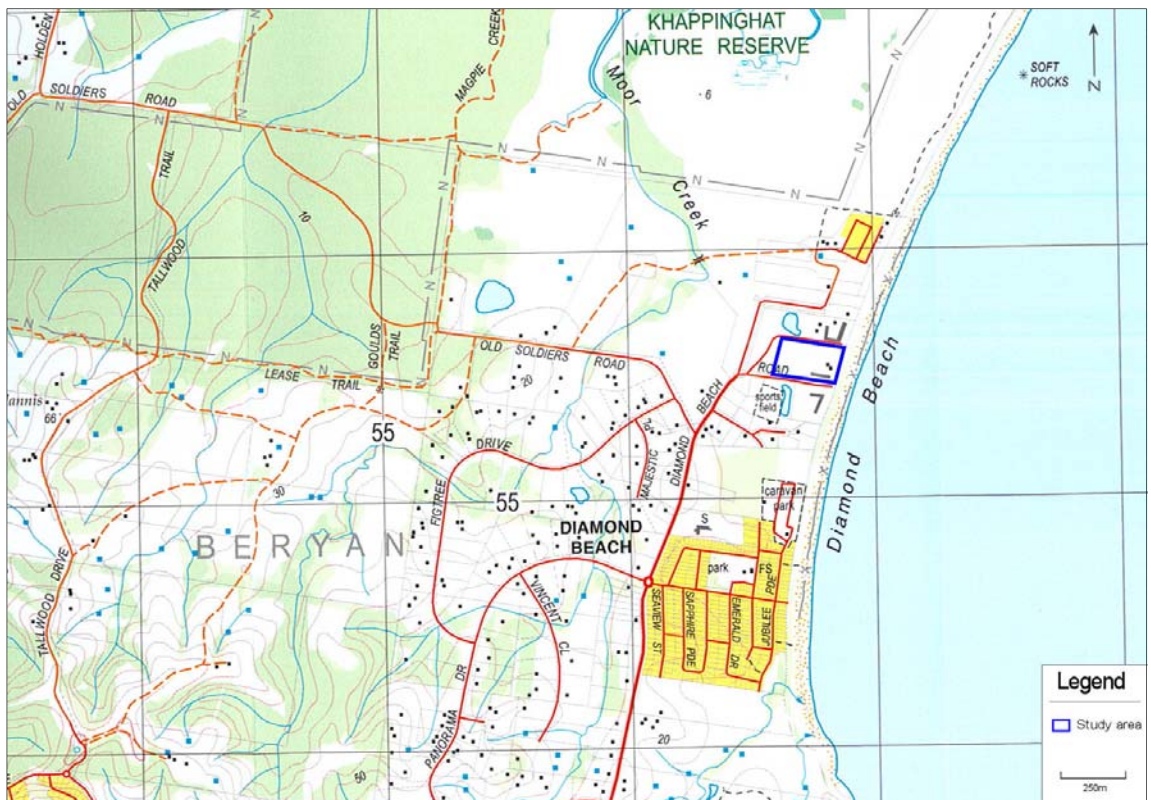 KHAPPINGHAT
NATURE RESERVE
SOFT
ROCKS
N
HOLDEN
OLD
SOLDIERS ROAD
N
N
MAGPIE CREEK
Moor Creek
6
N
N
N
N
N
TRAIL
TALLWOOD
10
N
N
GOULDS
TRAIL
OLD SOLDIERS ROAD
20
LEASE TRAIL
N
N
ROAD
BEACH
DIAMOND
sports
field
Diamond Beach
66
55
DRIVE
PL
MAJESTIC
FIGTREE
55
30
caravan
park
S
DIAMOND
BEACH
BERYAN
park
FS
PDE
JUBILEE
EMERALD
DR
SAPPHIRE PDE
SEAVIEW ST
VINCENT CL
TALLWOOD DRIVE
PANORAMA DR
20
50
Legend
Study area
250m